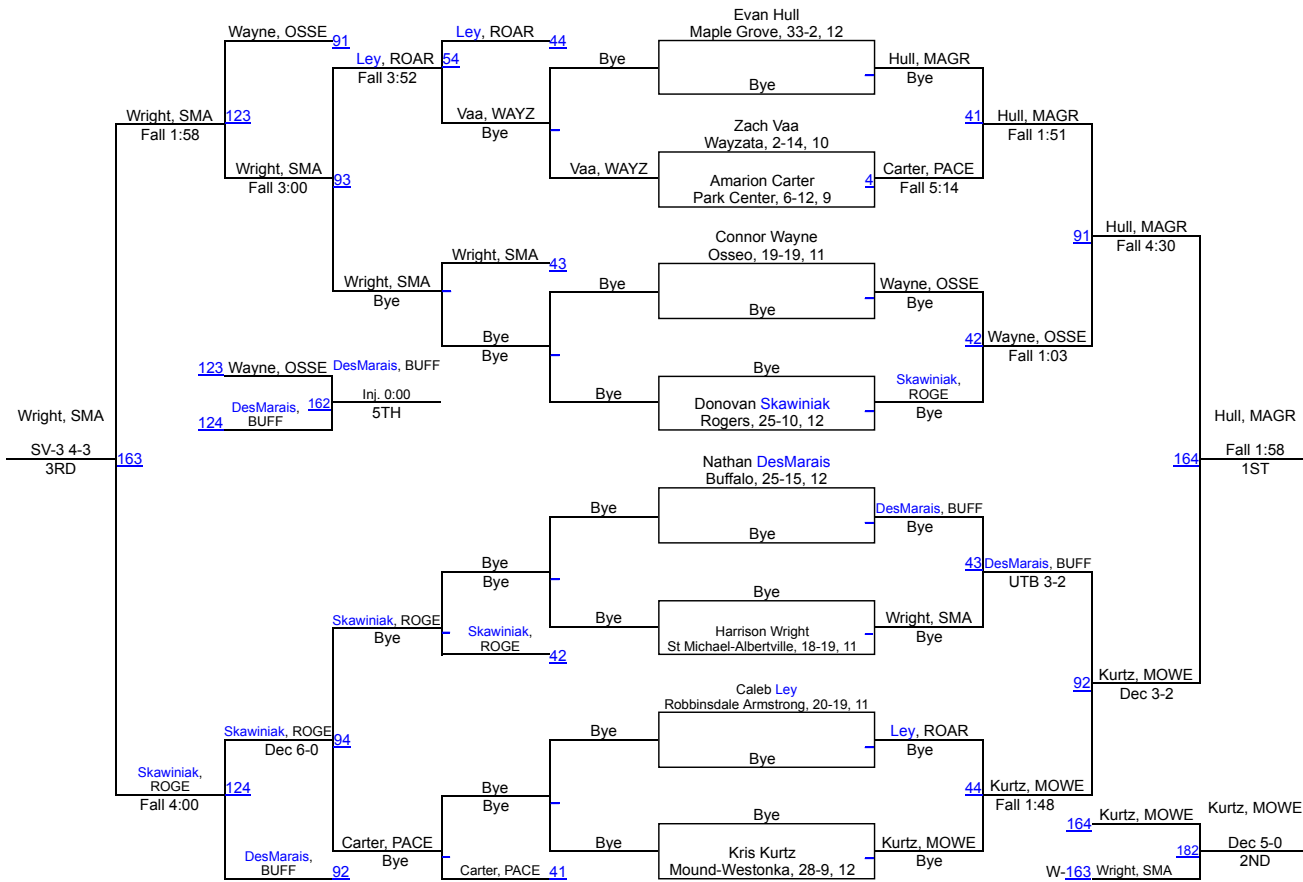 Evan Hull
Maple Grove, 33-2, 12
Wayne, OSSE
91
Ley, ROAR
44
Ley, ROAR
54
Fall 3:52
Bye
Bye
Hull, MAGR
Bye
Wright, SMA
123
Fall 1:58
Vaa, WAYZ
Bye
41
Hull, MAGR
Fall 1:51
Zach Vaa
Wayzata, 2-14, 10
Wright, SMA
93
Fall 3:00
Vaa, WAYZ
Amarion Carter
4
Park Center, 6-12, 9
Carter, PACE
Fall 5:14
91
Hull, MAGR
Fall 4:30
Connor Wayne
Osseo, 19-19, 11
Wright, SMA
43
Wright, SMA
Bye
Bye
Bye
Wayne, OSSE
Bye
Bye
Bye
42
Wayne, OSSE
Fall 1:03
123
Wayne, OSSE
DesMarais, BUFF
162
Inj. 0:00
5TH
124
DesMarais,
BUFF
Bye
Bye
Donovan Skawiniak
Rogers, 25-10, 12
Skawiniak,
ROGE
Bye
Wright, SMA
SV-3 4-3
3RD
163
Hull, MAGR
164
Fall 1:58
1ST
Nathan DesMarais
Buffalo, 25-15, 12
Bye
Bye
DesMarais, BUFF
Bye
Bye
Bye
43
DesMarais, BUFF
UTB 3-2
Skawiniak, ROGE
Bye
Skawiniak,
ROGE
42
Bye
Bye
Harrison Wright
St Michael-Albertville, 18-19, 11
Wright, SMA
Bye
92
Kurtz, MOWE
Dec 3-2
Caleb Ley
Robbinsdale Armstrong, 20-19, 11
Skawiniak, ROGE
94
Dec 6-0
Bye
Bye
Ley, ROAR
Bye
Skawiniak,
ROGE
124
Fall 4:00
Bye
Bye
44
Kurtz, MOWE
Fall 1:48
Carter, PACE
Bye
Carter, PACE
41
Bye
Bye
Kris Kurtz
Mound-Westonka, 28-9, 12
Kurtz, MOWE
Bye
DesMarais,
BUFF
92
164
Kurtz, MOWE
Kurtz, MOWE
182
Dec 5-0
2ND
W-163
Wright, SMA